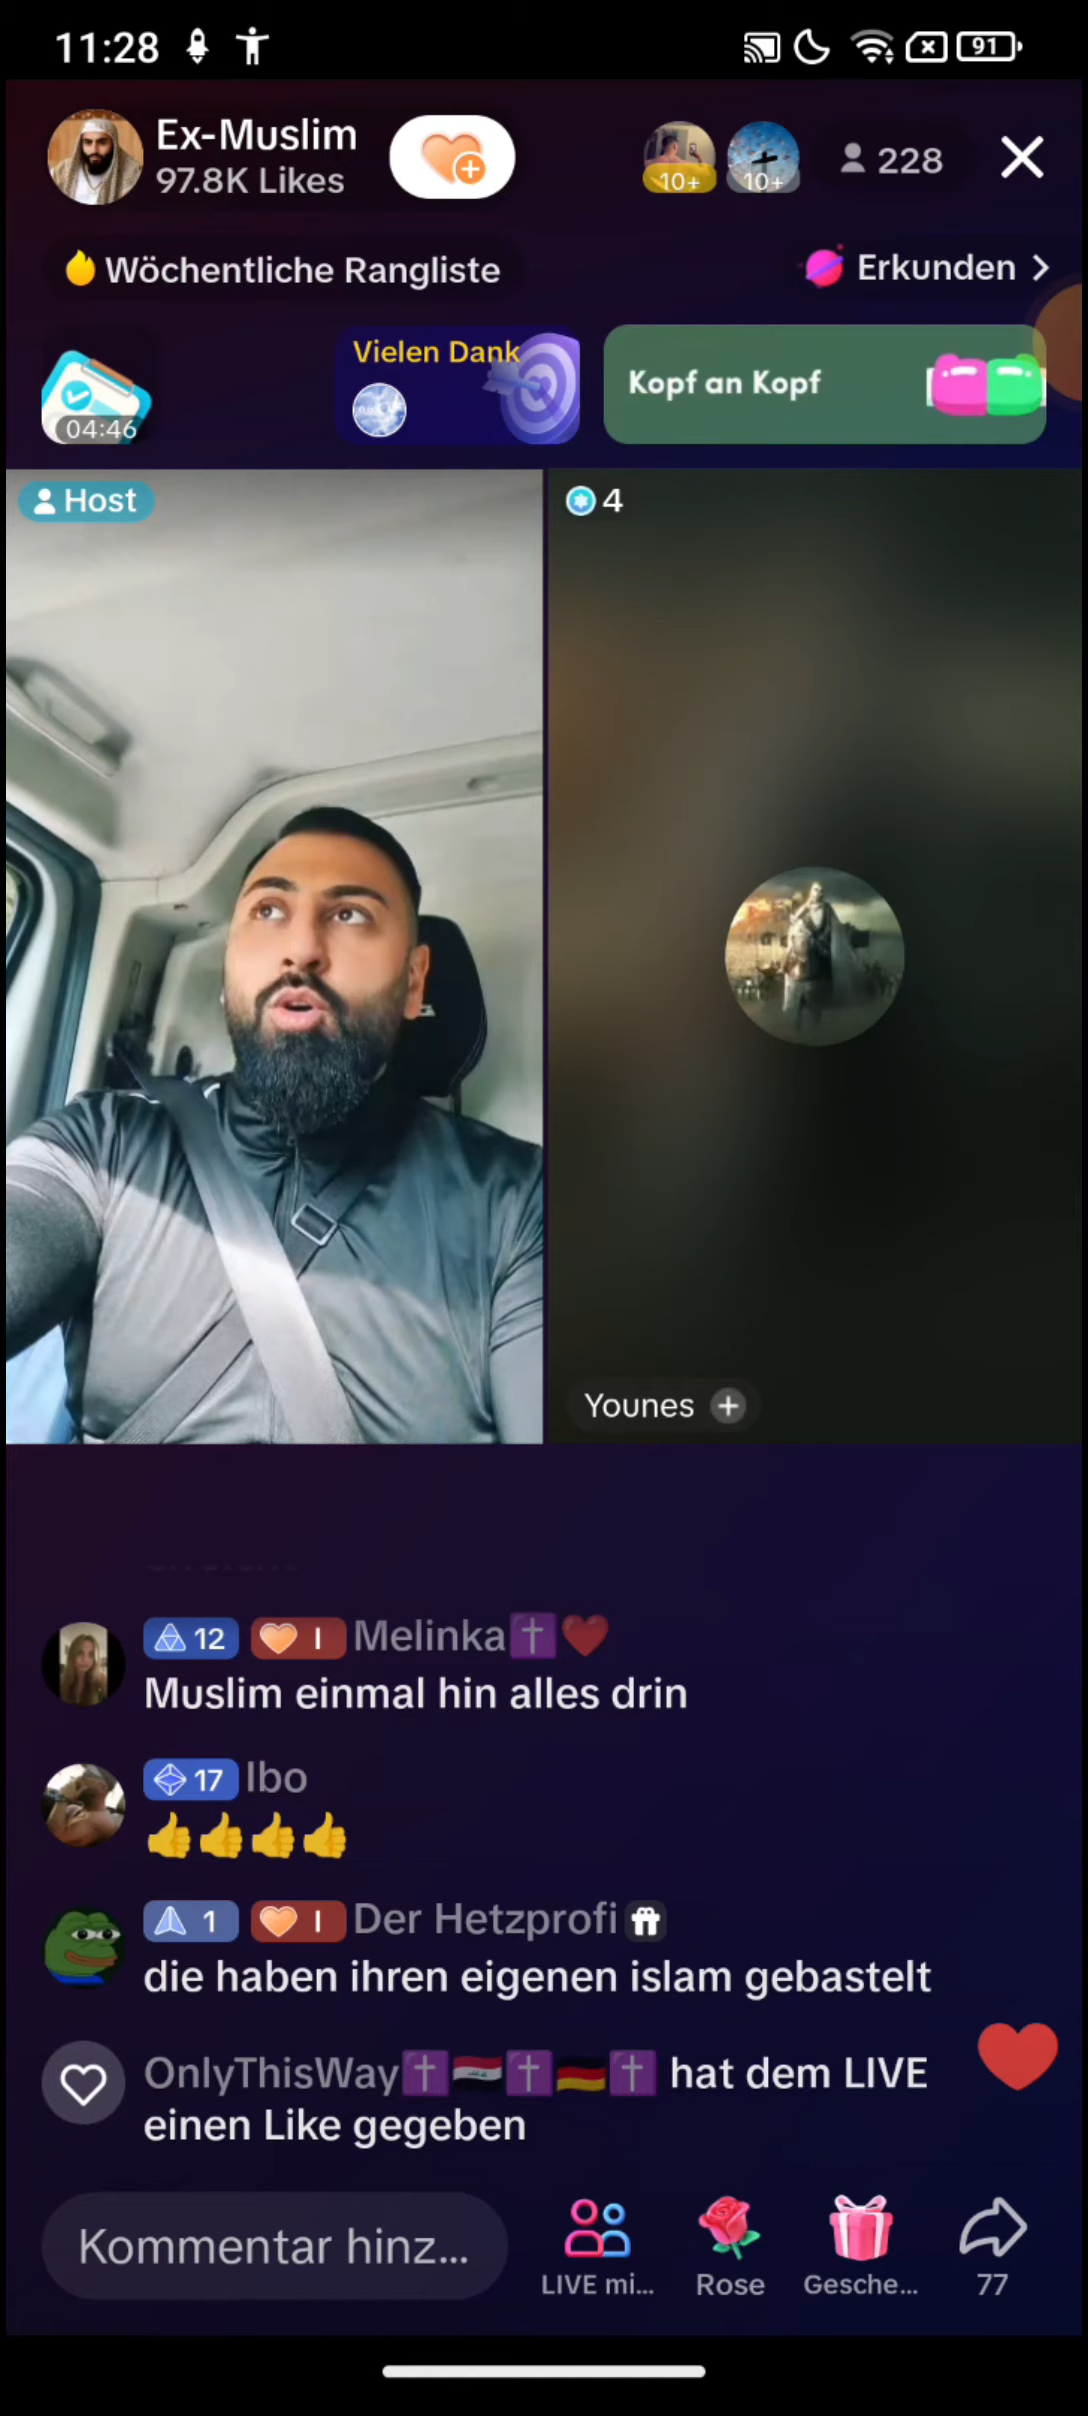 11:28
91
Ex-Muslim
97.8K Likes
10+
10+
228
Wöchentliche Rangliste
Erkunden
Vielen Dank
Kopf an Kopf
04:46
Host
4
Younes
12 I Melinka✝️❤️
Muslim einmal hin alles drin
17 Ibo
👍👍👍👍
1 I Der Hetzprofi
die haben ihren eigenen islam gebastelt
OnlyThisWay✝️🇮🇶✝️🇩🇪✝️ hat dem LIVE
einen Like gegeben
Kommentar hinz...
LIVE mi...
Rose
Gesche...
77